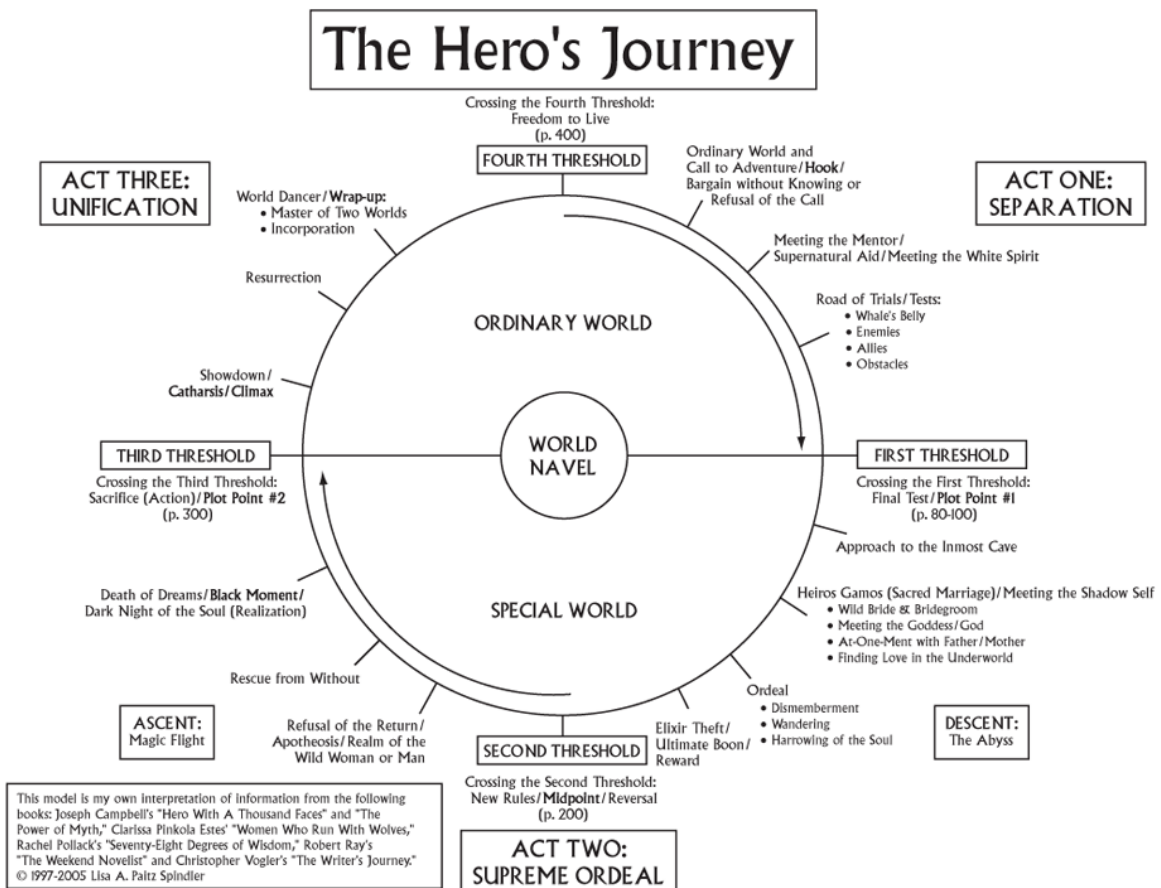 The Hero's Journey
Crossing the Fourth Threshold:
Freedom to Live
(p. 400)
FOURTH THRESHOLD
ACT ONE:
SEPARATION
Ordinary World and
Call to Adventure/Hook/
Bargain without Knowing or
Refusal of the Call
Meeting the Mentor/
Supernatural Aid/Meeting the White Spirit
Road of Trials/Tests:
• Whale's Belly
• Enemies
• Allies
• Obstacles
FIRST THRESHOLD
Crossing the First Threshold:
Final Test/Plot Point #1
(p. 80-100)
Approach to the Inmost Cave
Heiros Gamos (Sacred Marriage)/Meeting the Shadow Self
• Wild Bride & Bridegroom
• Meeting the Goddess/God
• At-One-Ment with Father/Mother
• Finding Love in the Underworld
Ordeal
• Dismemberment
• Wandering
• Harrowing of the Soul
DESCENT:
The Abyss
Elixir Theft/
Ultimate Boon/
Reward
SECOND THRESHOLD
Crossing the Second Threshold:
New Rules/Midpoint/Reversal
(p. 200)
ACT TWO:
SUPREME ORDEAL
Refusal of the Return/
Apotheosis/Realm of the
Wild Woman or Man
ASCENT:
Magic Flight
Rescue from Without
Death of Dreams/Black Moment/
Dark Night of the Soul (Realization)
THIRD THRESHOLD
Crossing the Third Threshold:
Sacrifice (Action)/Plot Point #2
(p. 300)
Showdown/
Catharsis/Climax
Resurrection
World Dancer/Wrap-up:
• Master of Two Worlds
• Incorporation
ACT THREE:
UNIFICATION
ORDINARY WORLD
WORLD
NAVEL
SPECIAL WORLD
This model is my own interpretation of information from the following
books: Joseph Campbell's "Hero With A Thousand Faces" and "The
Power of Myth," Clarissa Pinkola Estes' "Women Who Run With Wolves,"
Rachel Pollack's "Seventy-Eight Degrees of Wisdom," Robert Ray's
"The Weekend Novelist" and Christopher Vogler's "The Writer's Journey."
© 1997-2005 Lisa A. Paltz Spindler